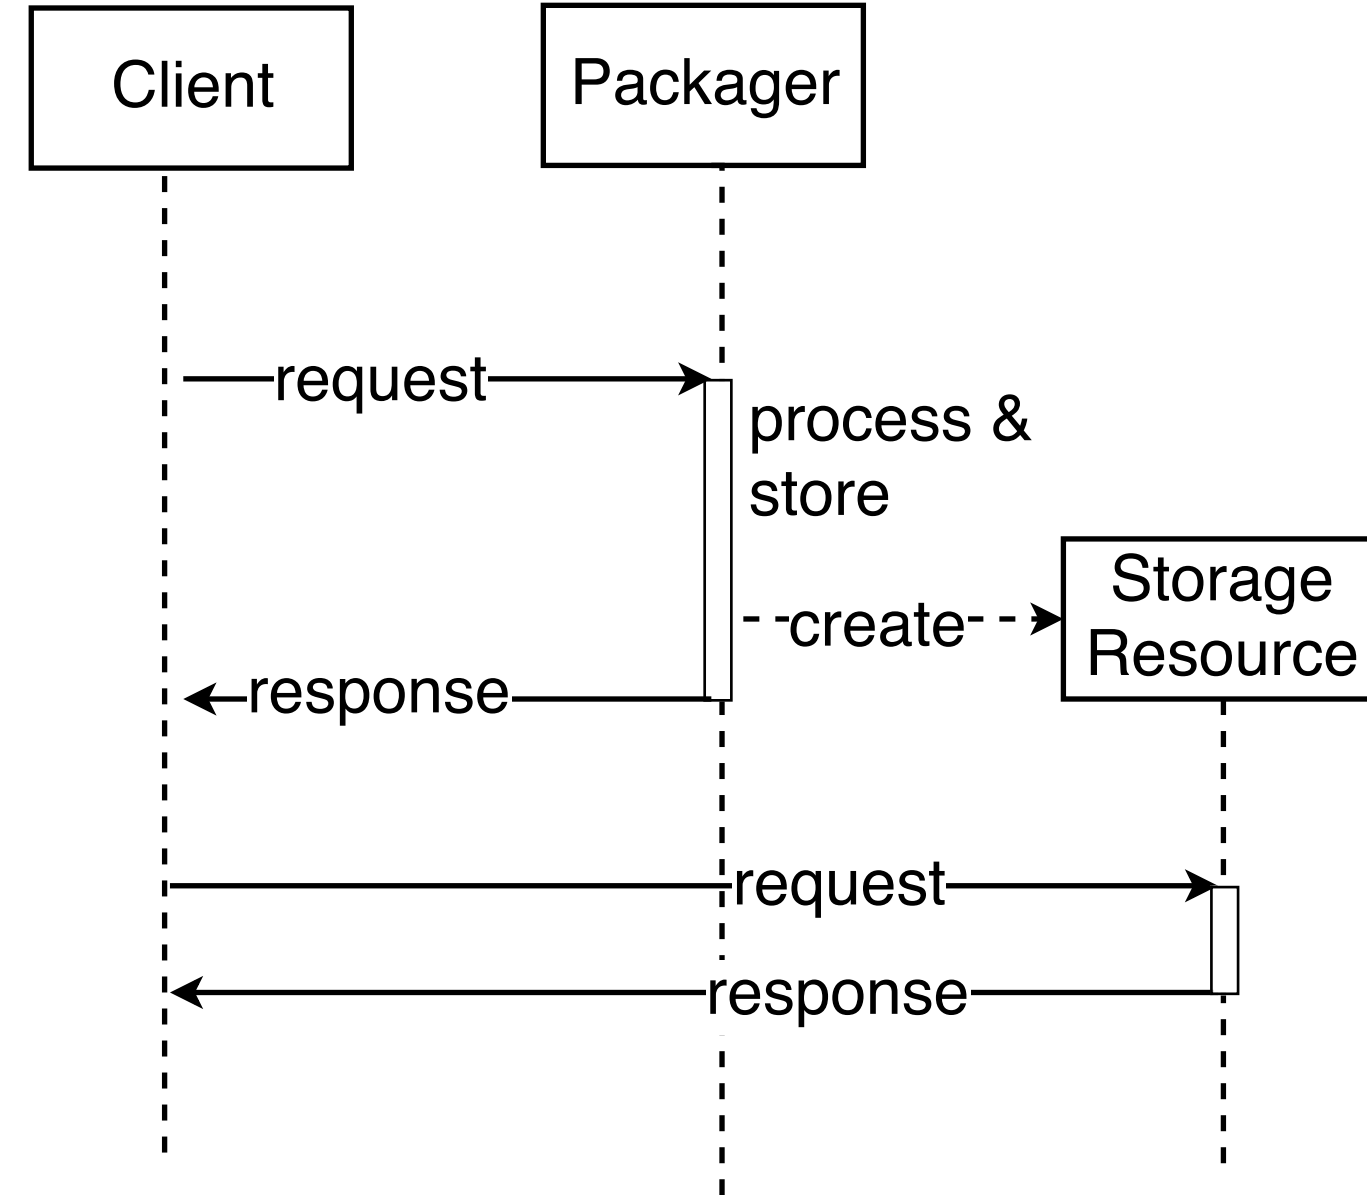 Client
Packager
request
process &
store
Storage
Resource
create
response
request
response